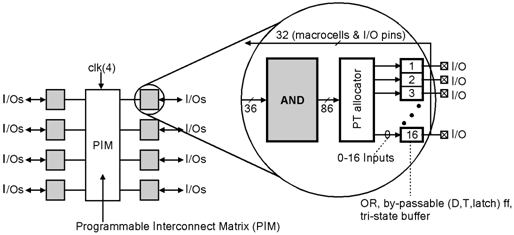 32 (macrocells & I/O pins)
clk(4)
I/Os
I/Os
I/Os
I/Os
I/Os
I/Os
I/Os
I/Os
PIM
36
AND
86
PT allocator
1
2
3
16
I/O
I/O
I/O
I/O
0
0-16 Inputs
OR, by-passable (D,T,latch) ff,
tri-state buffer
Programmable Interconnect Matrix (PIM)